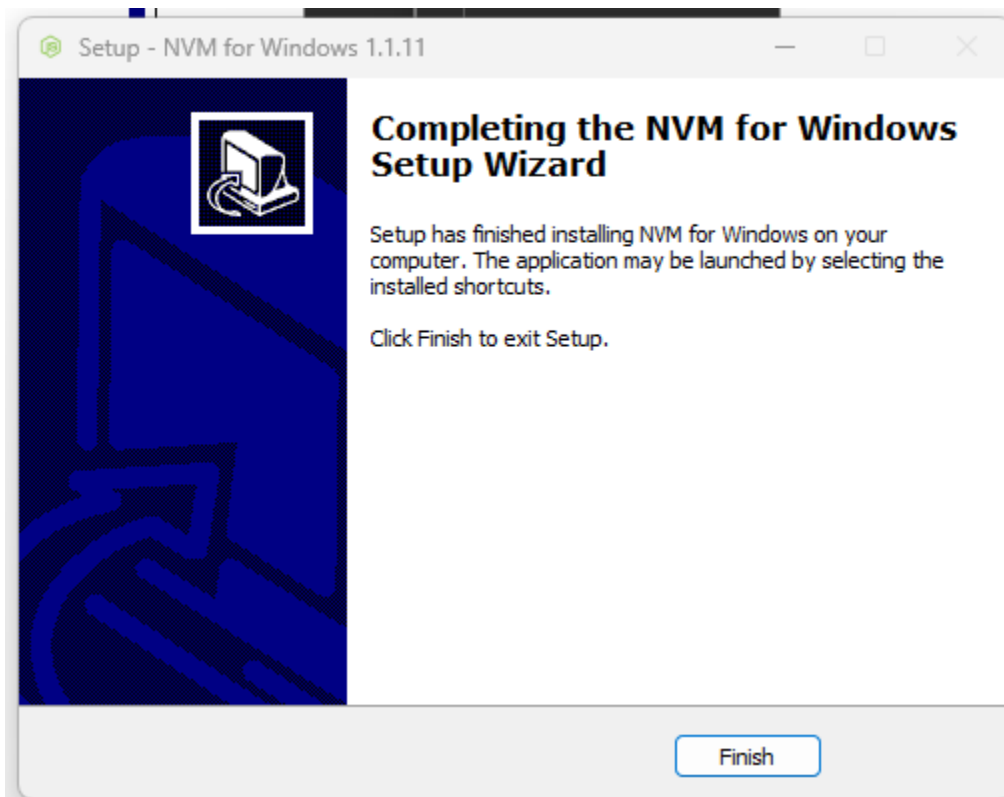 Setup - NVM for Windows 1.1.11
Completing the NVM for Windows
Setup Wizard
Setup has finished installing NVM for Windows on your
computer. The application may be launched by selecting the
installed shortcuts.
Click Finish to exit Setup.
Finish